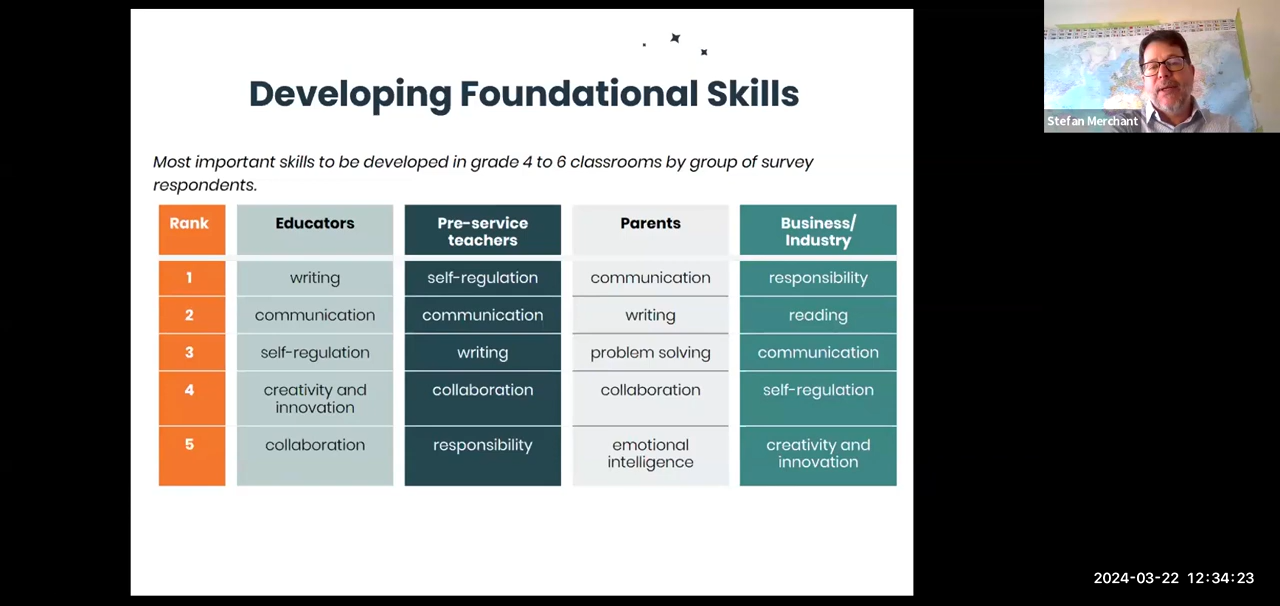 Developing Foundational Skills
Most important skills to be developed in grade 4 to 6 classrooms by group of survey
respondents.
Rank Educators Pre-service teachers Parents Business/ Industry
1 writing self-regulation communication responsibility
2 communication communication writing reading
3 self-regulation writing problem solving communication
4 creativity and innovation collaboration collaboration self-regulation
5 collaboration responsibility emotional intelligence creativity and innovation
Stefan Merchant
2024-03-22 12:34:23